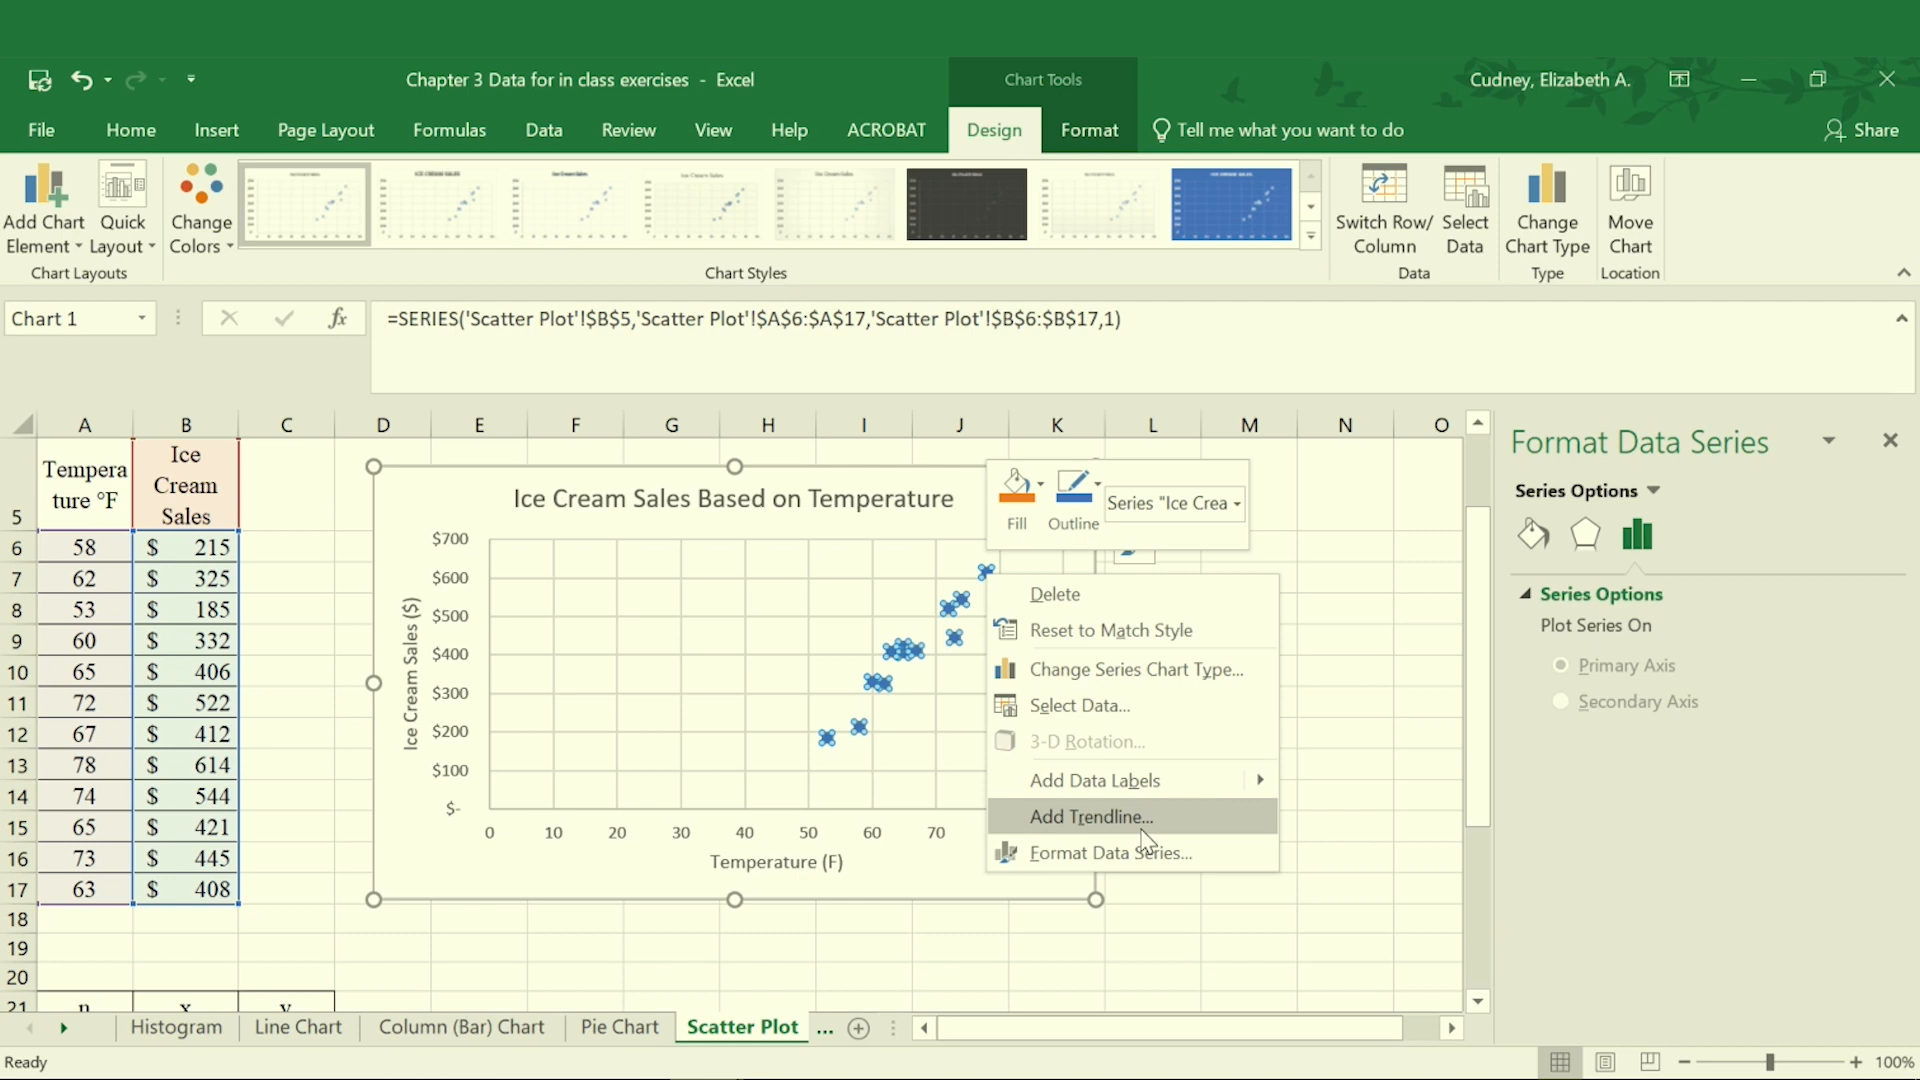 Chapter 3 Data for in class exercises - Excel
Chart Tools
Cudney, Elizabeth A.
File Home Insert Page Layout Formulas Data Review View Help ACROBAT Design Format Tell me what you want to do Share
Add Chart Element
Quick Layout
Chart Layouts
Change Colors
Chart Styles
Switch Row/ Column
Select Data
Data
Change Chart Type
Type
Move Chart
Location
Chart 1
fx
=SERIES('Scatter Plot'!$B$5,'Scatter Plot'!$A$6:$A$17,'Scatter Plot'!$B$6:$B$17,1)
A B C D E F G H I J K L M N O
5 Tempera ture °F Ice Cream Sales
6 58 $ 215
7 62 $ 325
8 53 $ 185
9 60 $ 332
10 65 $ 406
11 72 $ 522
12 67 $ 412
13 78 $ 614
14 74 $ 544
15 65 $ 421
16 73 $ 445
17 63 $ 408
18
19
20
21 n x y
Ice Cream Sales Based on Temperature
Ice Cream Sales ($)
$700
$600
$500
$400
$300
$200
$100
$-
0 10 20 30 40 50 60 70
Temperature (F)
Fill
Outline
Series "Ice Crea
Delete
Reset to Match Style
Change Series Chart Type...
Select Data...
3-D Rotation...
Add Data Labels
Add Trendline...
Format Data Series...
Format Data Series
Series Options
Series Options
Plot Series On
Primary Axis
Secondary Axis
Histogram Line Chart Column (Bar) Chart Pie Chart Scatter Plot ...
Ready
100%